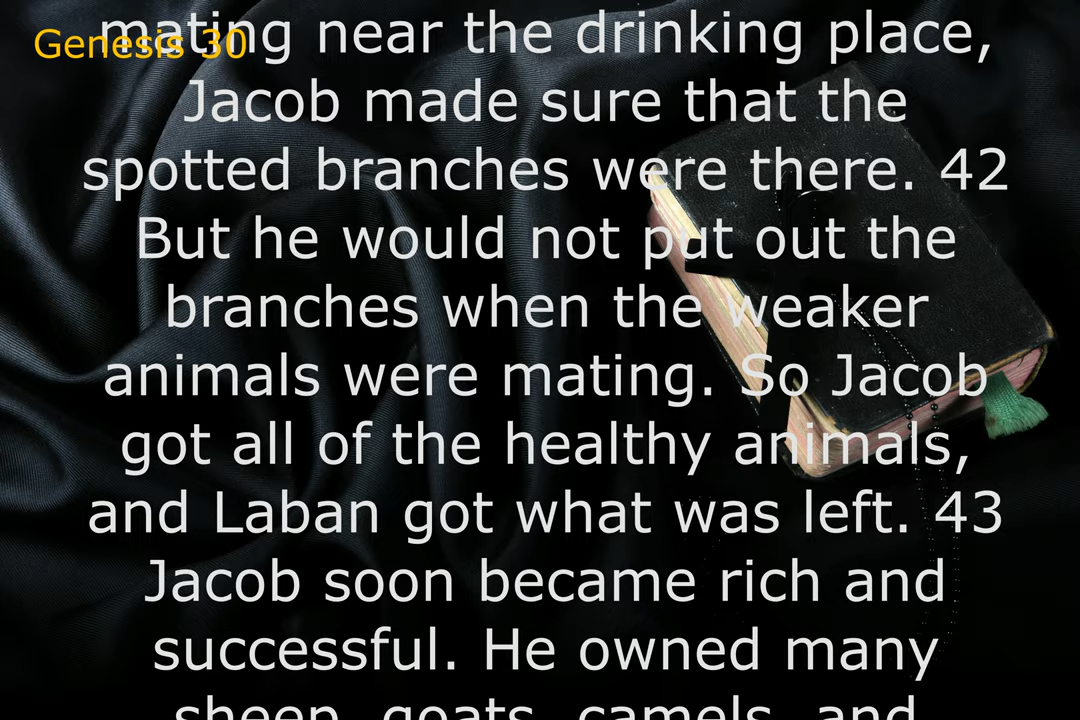 Genesis 30
mating near the drinking place,
Jacob made sure that the
spotted branches were there. 42
But he would not put out the
branches when the weaker
animals were mating. So Jacob
got all of the healthy animals,
and Laban got what was left. 43
Jacob soon became rich and
successful. He owned many
sheep, goats, camels, and